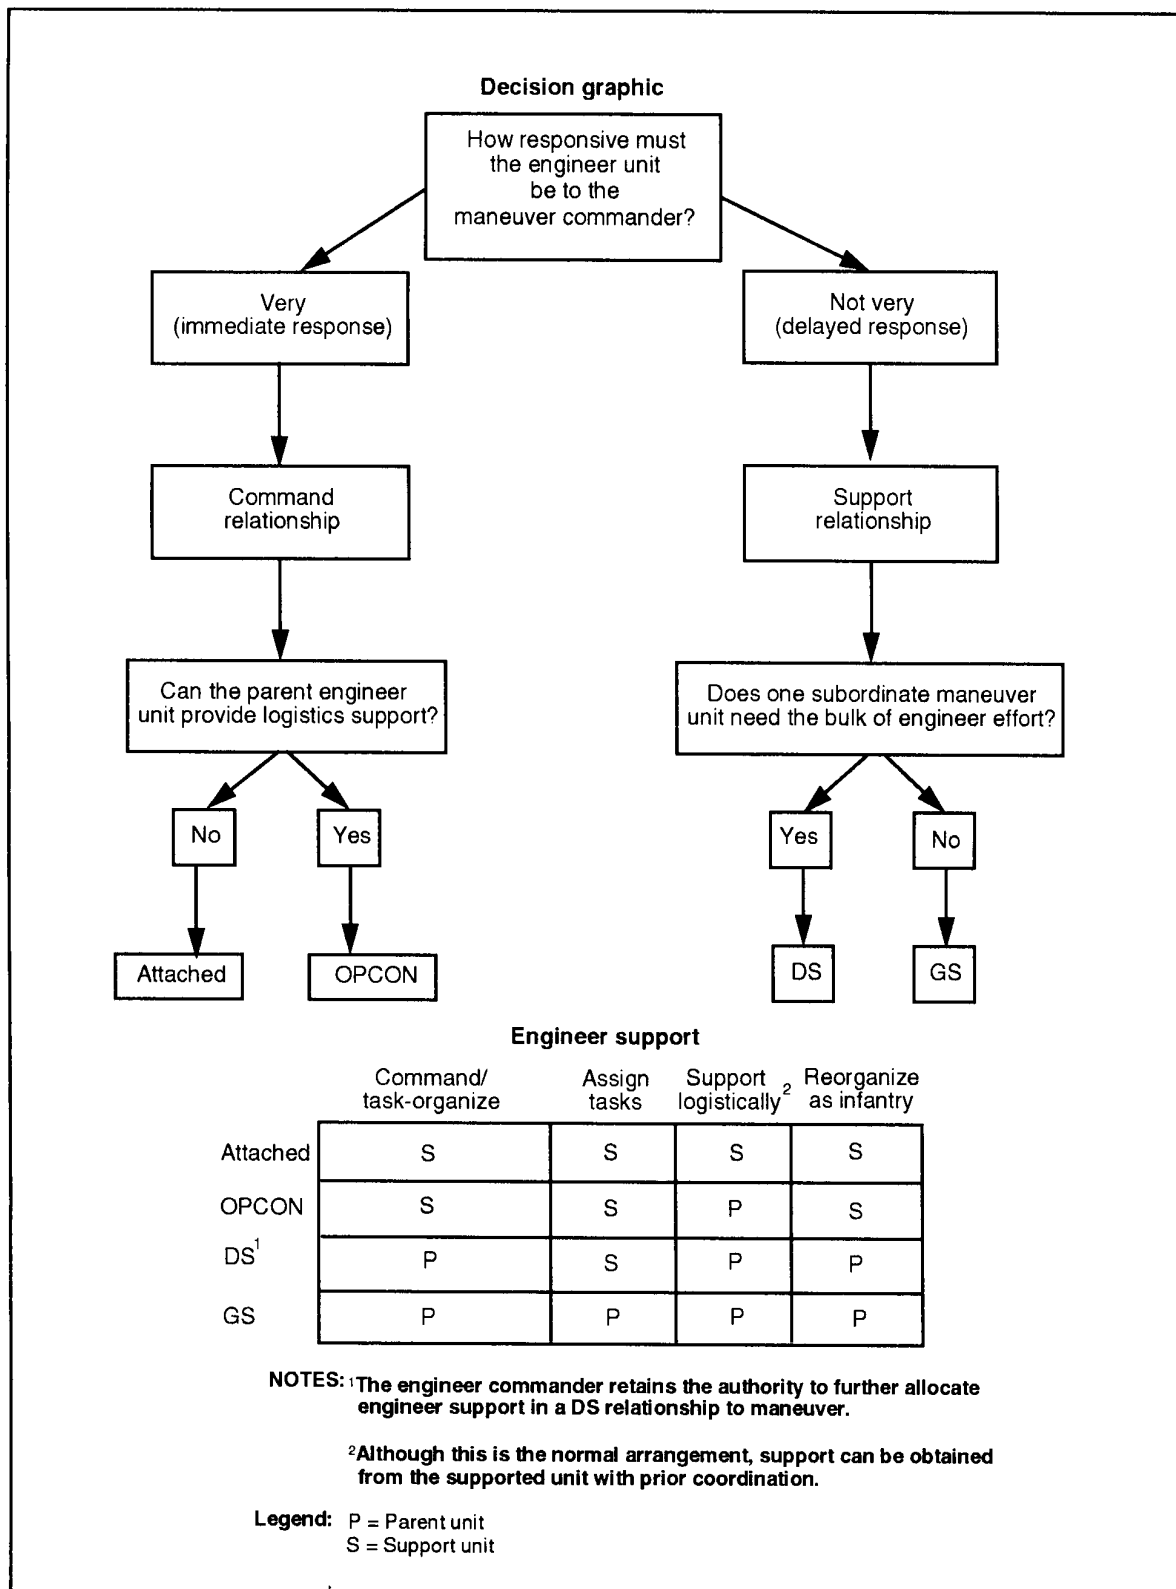 Decision graphic
How responsive must
the engineer unit
be to the
maneuver commander?
Very
(immediate response)
Not very
(delayed response)
Command
relationship
Support
relationship
Can the parent engineer
unit provide logistics support?
Does one subordinate maneuver
unit need the bulk of engineer effort?
No
Yes
Yes
No
Attached
OPCON
DS
GS
Engineer support
Command/ task-organize
Assign tasks
Support logistically2
Reorganize as infantry
Attached S S S S
OPCON S S P S
DS1 P S P P
GS P P P P
NOTES: 1The engineer commander retains the authority to further allocate
engineer support in a DS relationship to maneuver.
2Although this is the normal arrangement, support can be obtained
from the supported unit with prior coordination.
Legend: P = Parent unit
S = Support unit